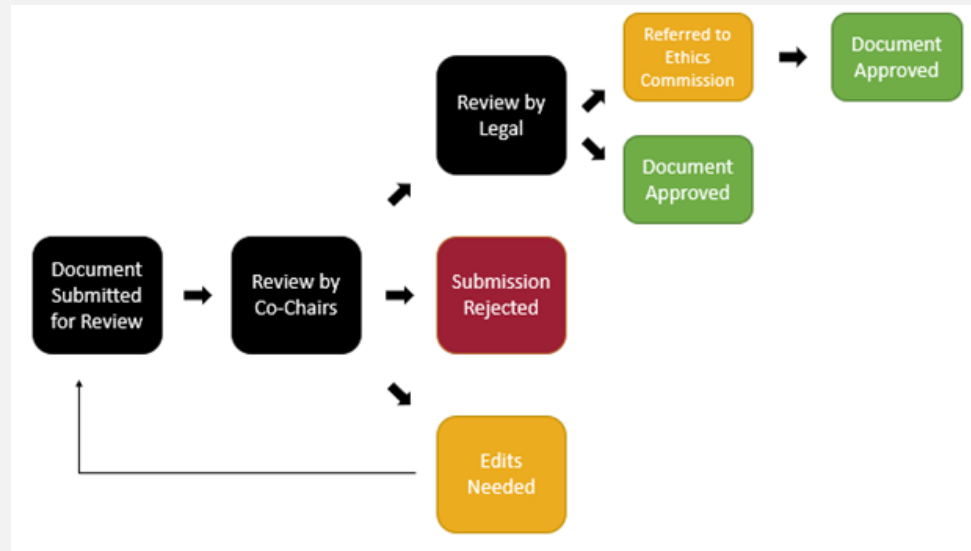 Referred to
Ethics
Commission
Document
Approved
Review by
Legal
Document
Approved
Document
Submitted
for Review
Review by
Co-Chairs
Submission
Rejected
Edits
Needed